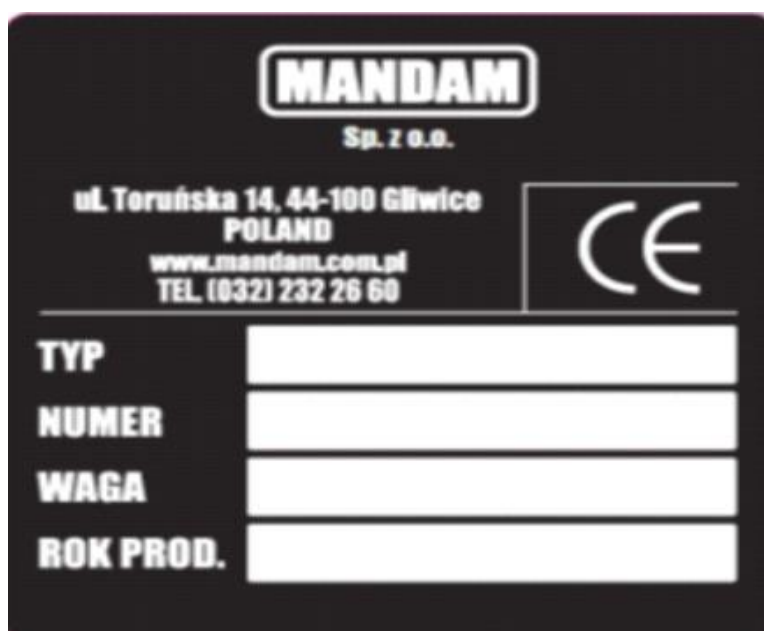 MANDAM
Sp. z o.o.
ul. Toruńska 14, 44-100 Gliwice
POLAND
www.mandam.com.pl
TEL. (032) 232 26 60
CE
TYP
NUMER
WAGA
ROK PROD.